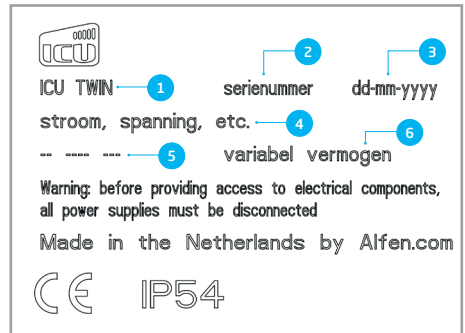 ICU
ICU TWIN 1 serienummer 2 dd-mm-yyyy 3
stroom, spanning, etc. 4
-- ---- --- 5 variabel vermogen 6
Warning: before providing access to electrical components,
all power supplies must be disconnected
Made in the Netherlands by Alfen.com
CE IP54